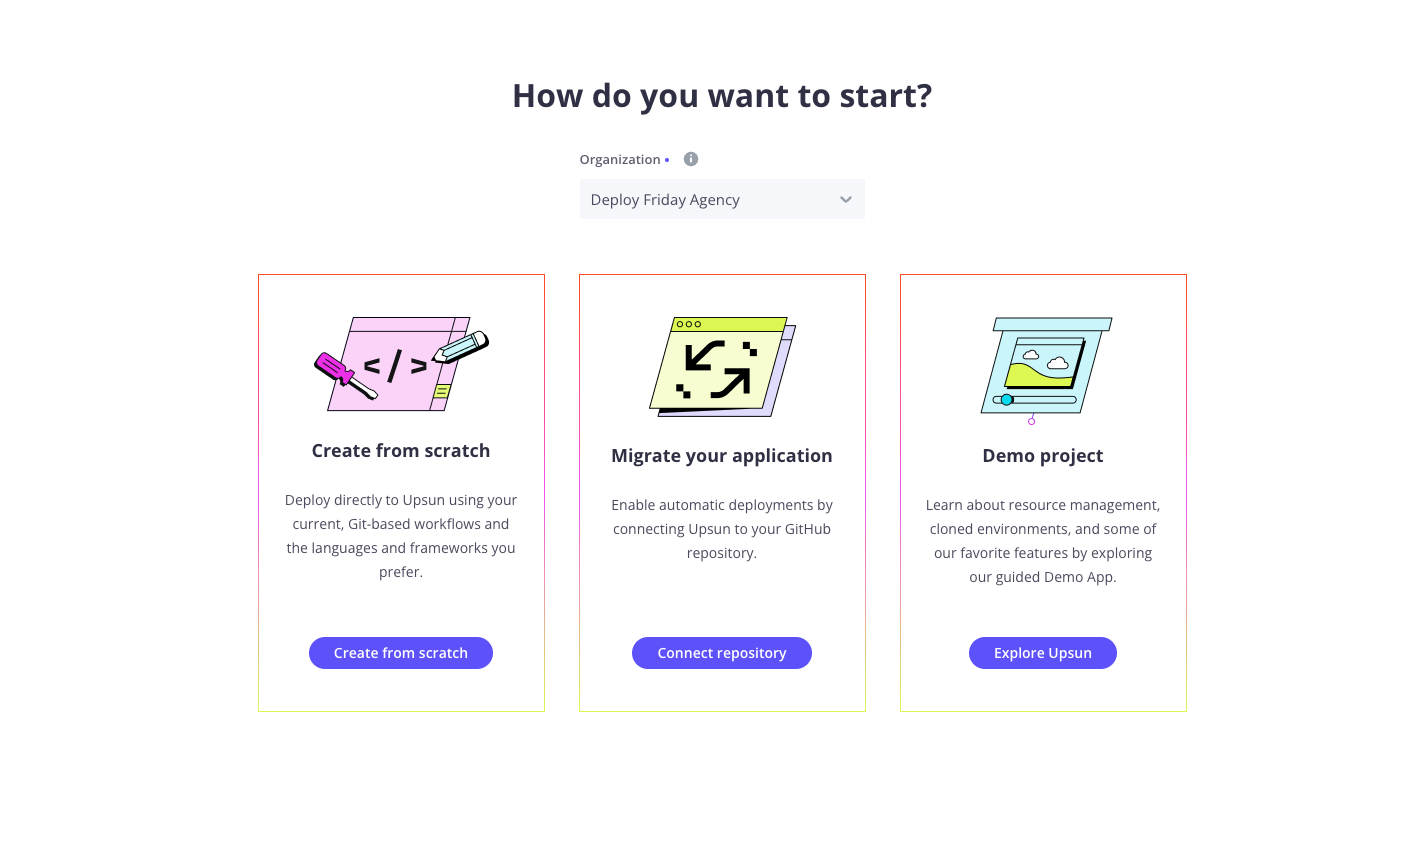 How do you want to start?
Organization
Deploy Friday Agency
</>
Create from scratch
Deploy directly to Upsun using your
current, Git-based workflows and
the languages and frameworks you
prefer.
Create from scratch
Migrate your application
Enable automatic deployments by
connecting Upsun to your GitHub
repository.
Connect repository
Demo project
Learn about resource management,
cloned environments, and some of
our favorite features by exploring
our guided Demo App.
Explore Upsun